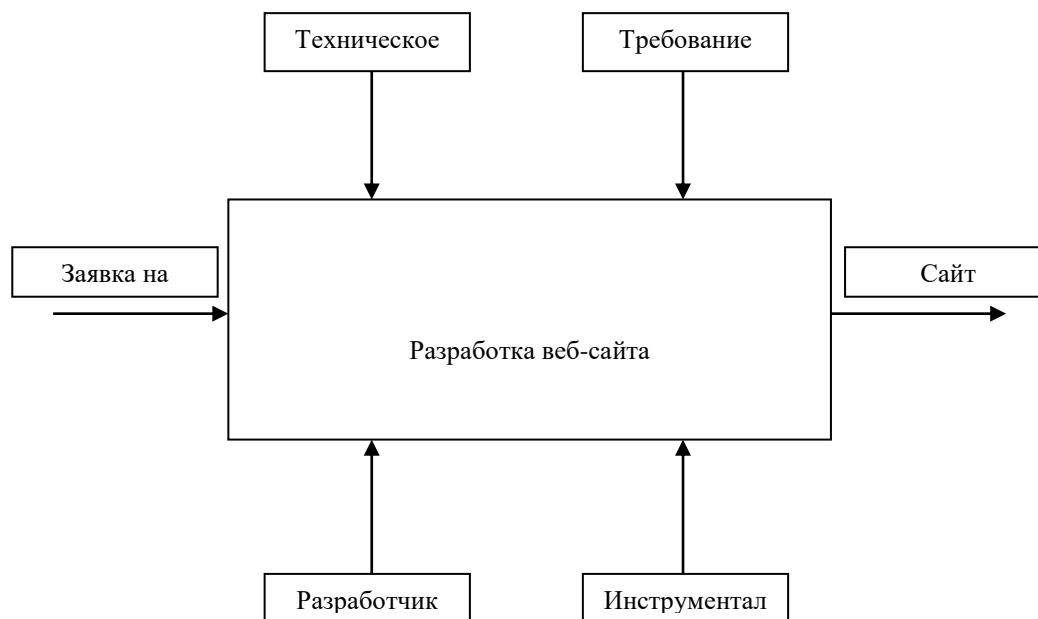 Техническое
Требование
Заявка на
Сайт
Разработка веб-сайта
Разработчик
Инструментал